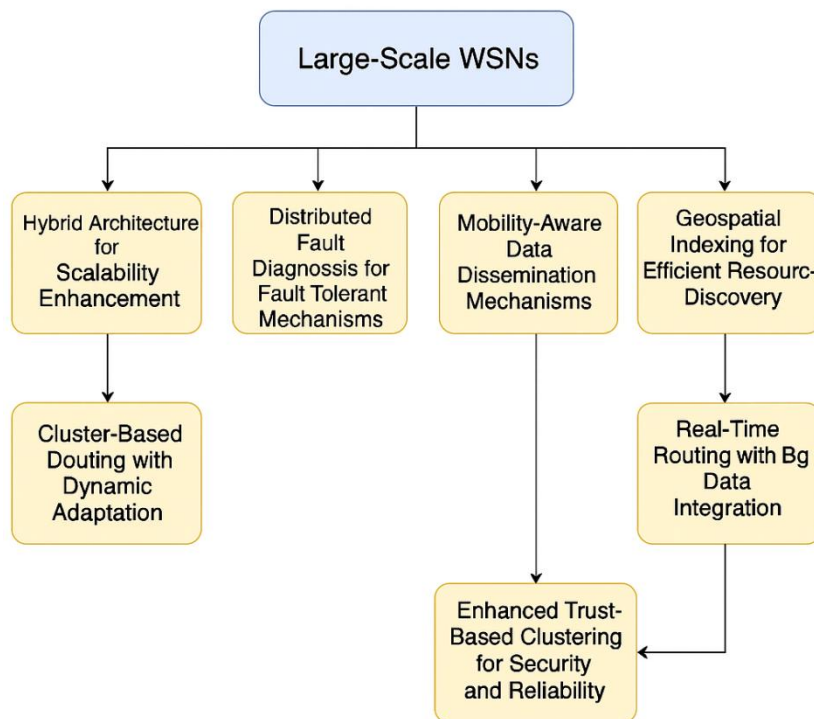 Large-Scale WSNs
Hybrid Architecture
for
Scalability
Enhancement
Distributed
Fault
Diagnossis for
Fault Tolerant
Mechanisms
Mobility-Aware
Data
Dissemination
Mechanisms
Geospatial
Indexing for
Efficient Resourc-
Discovery
Cluster-Based
Douting with
Dynamic
Adaptation
Real-Time
Routing with Bg
Data
Integration
Enhanced Trust-
Based Clustering
for Security
and Reliability